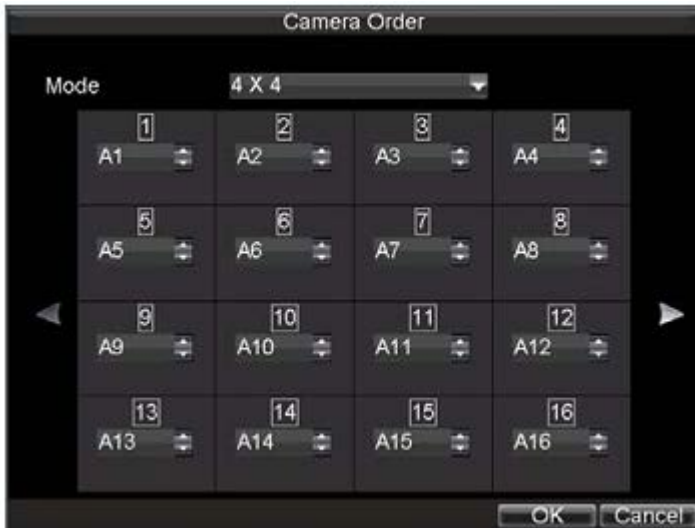 Camera Order
Mode 4 X 4
1 2 3 4
A1 A2 A3 A4
5 6 7 8
A5 A6 A7 A8
9 10 11 12
A9 A10 A11 A12
13 14 15 16
A13 A14 A15 A16
OK Cancel